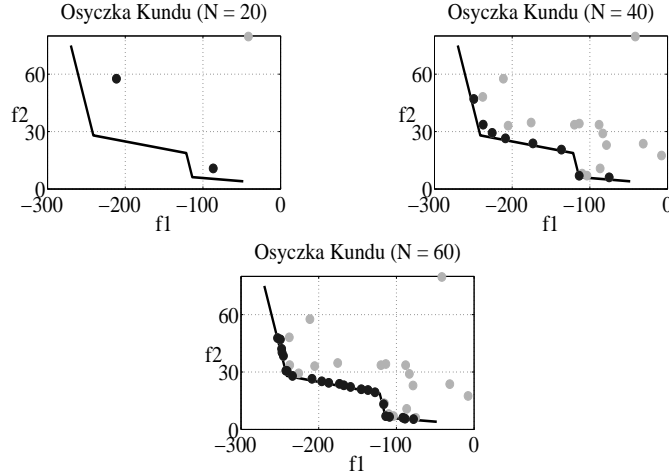 Osyczka Kundu (N = 20)
60
f2
30
0
−300
−200
−100
0
f1
Osyczka Kundu (N = 40)
60
f2
30
0
−300
−200
−100
0
f1
Osyczka Kundu (N = 60)
60
f2
30
0
−300
−200
−100
0
f1